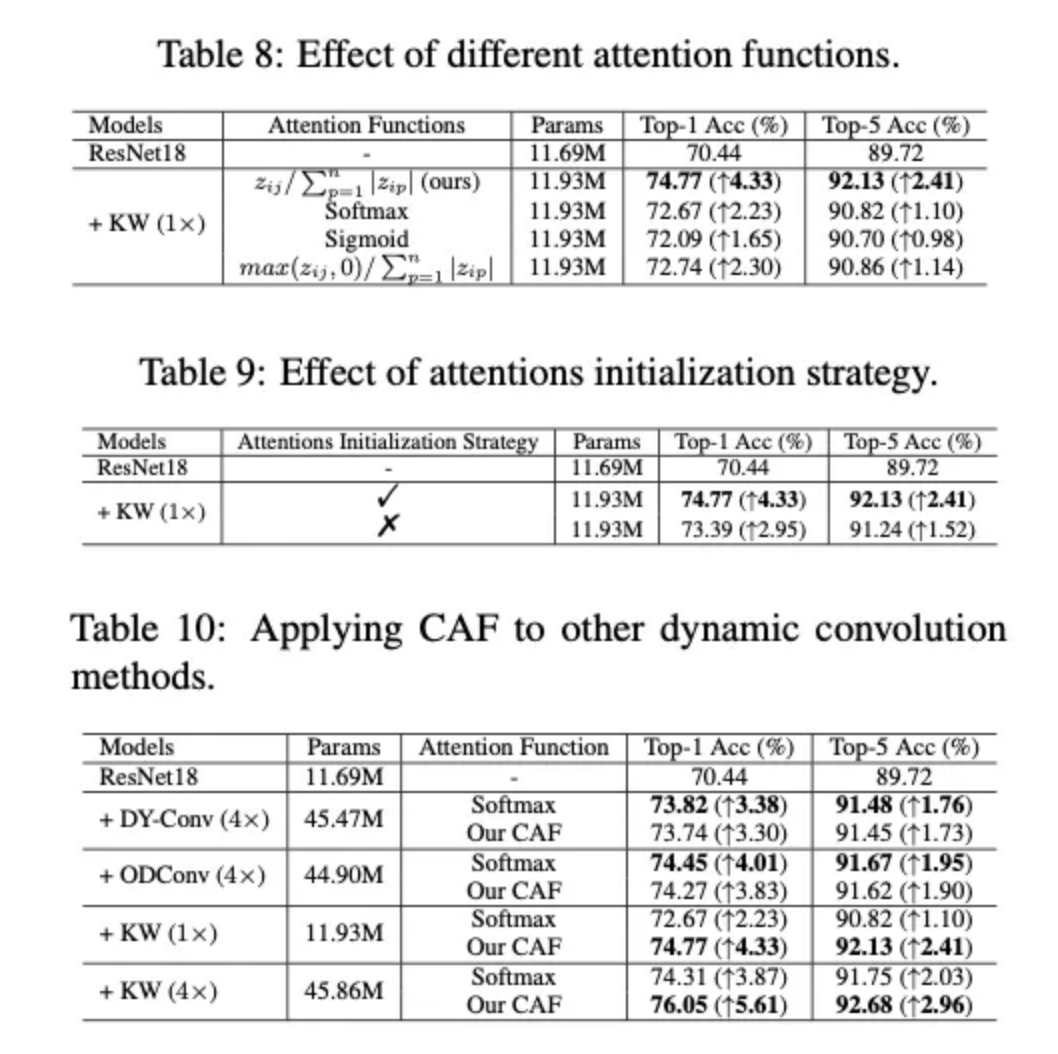 Table 8: Effect of different attention functions.
Models Attention Functions Params Top-1 Acc (%) Top-5 Acc (%)
ResNet18 - 11.69M 70.44 89.72
+ KW (1×) z_{ij}/∑_{p=1}^{n}|z_{ip}| (ours) 11.93M 74.77 (↑4.33) 92.13 (↑2.41)
Softmax 11.93M 72.67 (↑2.23) 90.82 (↑1.10)
Sigmoid 11.93M 72.09 (↑1.65) 90.70 (↑0.98)
max(z_{ij}, 0)/∑_{p=1}^{n}|z_{ip}| 11.93M 72.74 (↑2.30) 90.86 (↑1.14)
Table 9: Effect of attentions initialization strategy.
Models Attentions Initialization Strategy Params Top-1 Acc (%) Top-5 Acc (%)
ResNet18 - 11.69M 70.44 89.72
+ KW (1×) ✓ 11.93M 74.77 (↑4.33) 92.13 (↑2.41)
✗ 11.93M 73.39 (↑2.95) 91.24 (↑1.52)
Table 10: Applying CAF to other dynamic convolution
methods.
Models Params Attention Function Top-1 Acc (%) Top-5 Acc (%)
ResNet18 11.69M - 70.44 89.72
+ DY-Conv (4×) 45.47M Softmax 73.82 (↑3.38) 91.48 (↑1.76)
Our CAF 73.74 (↑3.30) 91.45 (↑1.73)
+ ODConv (4×) 44.90M Softmax 74.45 (↑4.01) 91.67 (↑1.95)
Our CAF 74.27 (↑3.83) 91.62 (↑1.90)
+ KW (1×) 11.93M Softmax 72.67 (↑2.23) 90.82 (↑1.10)
Our CAF 74.77 (↑4.33) 92.13 (↑2.41)
+ KW (4×) 45.86M Softmax 74.31 (↑3.87) 91.75 (↑2.03)
Our CAF 76.05 (↑5.61) 92.68 (↑2.96)